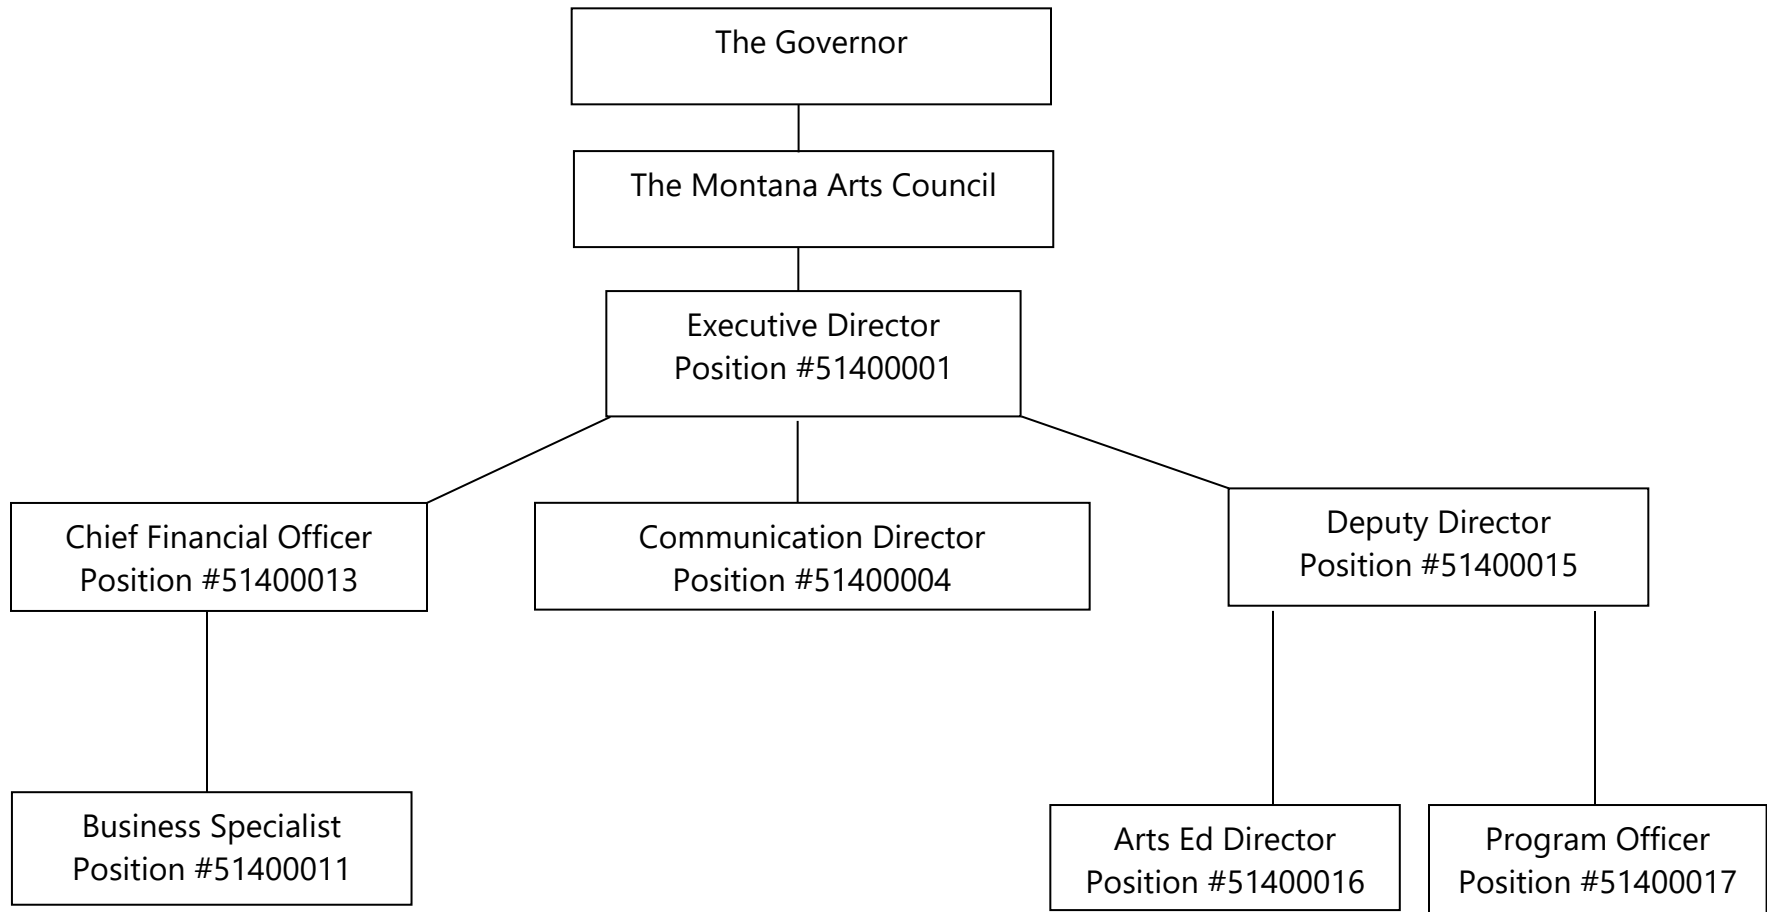 The Governor
The Montana Arts Council
Executive Director
Position #51400001
Chief Financial Officer
Position #51400013
Communication Director
Position #51400004
Deputy Director
Position #51400015
Business Specialist
Position #51400011
Arts Ed Director
Position #51400016
Program Officer
Position #51400017